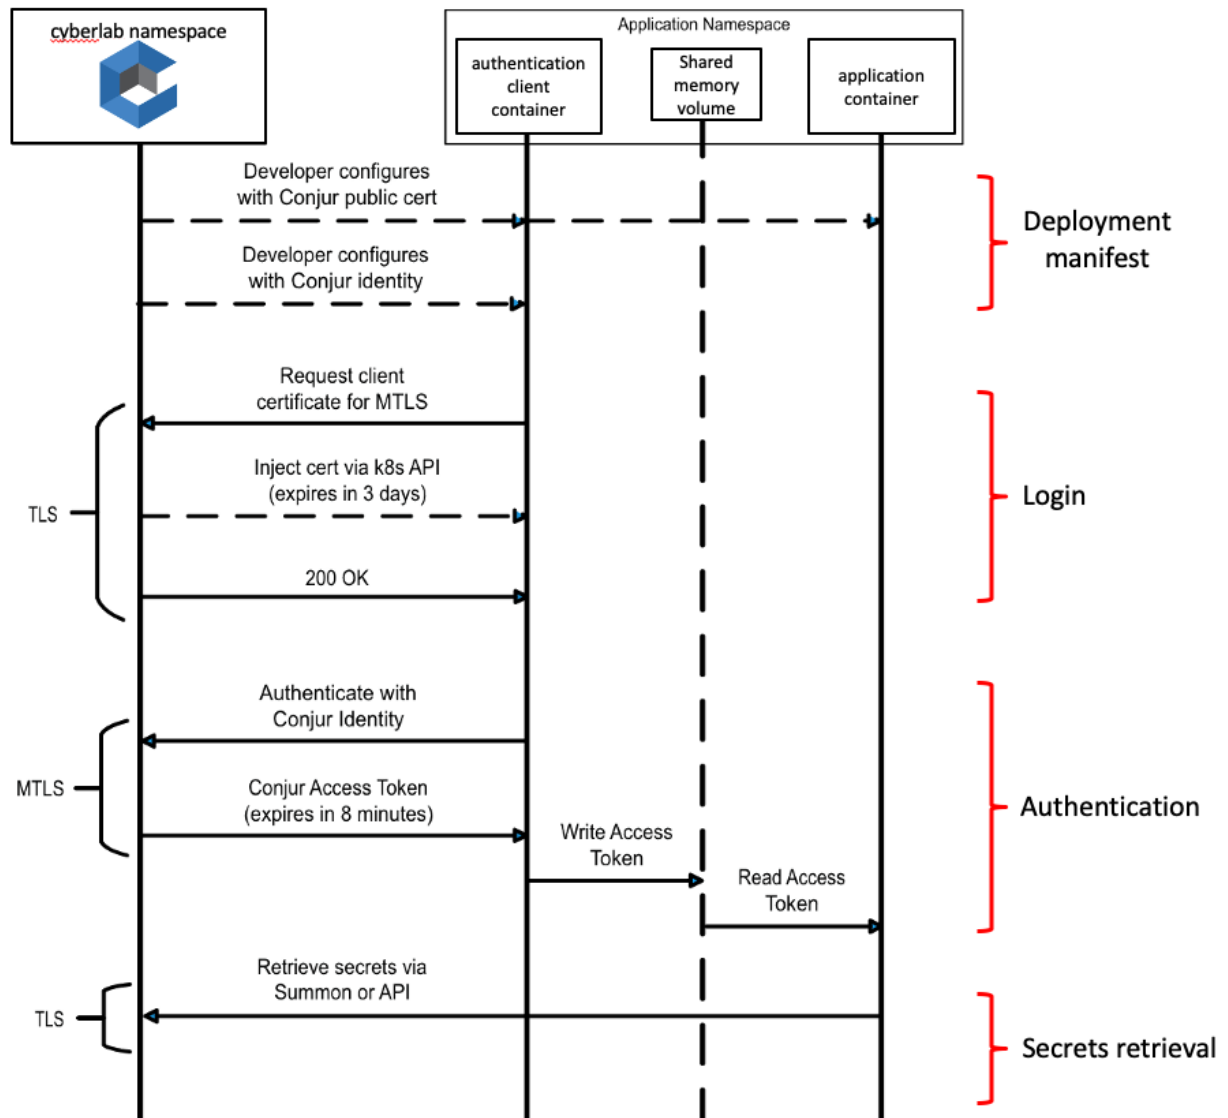 cyberlab namespace
Application Namespace
authentication
client
container
Shared
memory
volume
application
container
Developer configures
with Conjur public cert
Deployment
manifest
Developer configures
with Conjur identity
Request client
certificate for MTLS
Inject cert via k8s API
(expires in 3 days)
TLS
Login
200 OK
Authenticate with
Conjur Identity
MTLS
Conjur Access Token
(expires in 8 minutes)
Authentication
Write Access
Token
Read Access
Token
Retrieve secrets via
Summon or API
TLS
Secrets retrieval